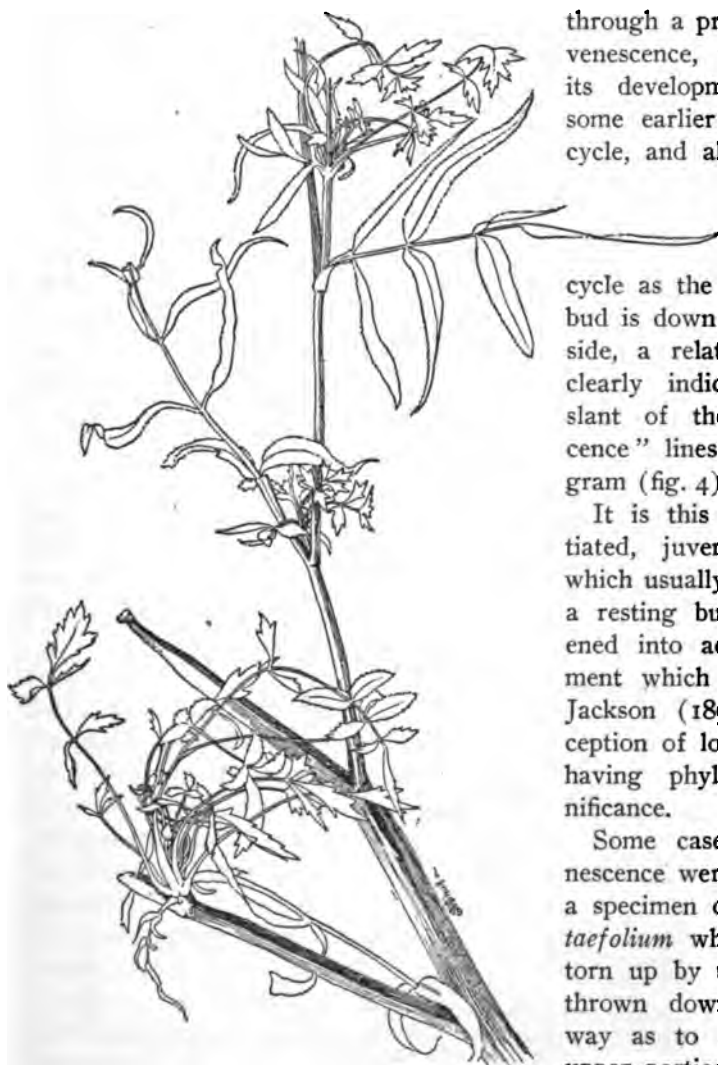 through a pr
venescence,
its developm
some earlier
cycle, and al
cycle as the
bud is down
side, a relat
clearly indic
slant of the
cence" lines
gram (fig. 4)
It is this
tiated, juver
which usually
a resting bu
ened into ac
ment which
Jackson (18
ception of lo
having phyl
nificance.
Some case
nescence wer
a specimen o
taefolium wh
torn up by
thrown dow
way as to
upper portion